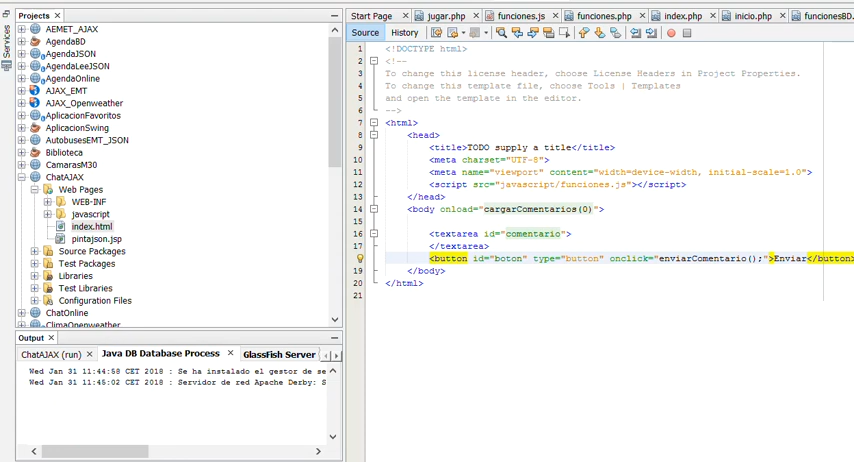 Services
Projects
AEMET_AJAX
AgendaBD
AgendaJSON
AgendaLeeJSON
AgendaOnline
AJAX_EMT
AJAX_Openweather
AplicacionFavoritos
AplicacionSwing
AutobusesEMT_JSON
Biblioteca
CamarasM30
ChatAJAX
Web Pages
WEB-INF
javascript
index.html
pintajson.jsp
Source Packages
Test Packages
Libraries
Test Libraries
Configuration Files
ChatOnline
ClimaOpenweather
Output
ChatAJAX (run) Java DB Database Process GlassFish Server
Wed Jan 31 11:44:58 CET 2018 : Se ha instalado el gestor de se
Wed Jan 31 11:45:02 CET 2018 : Servidor de red Apache Derby: S
Start Page jugar.php funciones.js funciones.php index.php inicio.php funcionesBD.
Source History
1 <!DOCTYPE html>
2 <!--
3 To change this license header, choose License Headers in Project Properties.
4 To change this template file, choose Tools | Templates
5 and open the template in the editor.
6 -->
7 <html>
8 <head>
9 <title>TODO supply a title</title>
10 <meta charset="UTF-8">
11 <meta name="viewport" content="width=device-width, initial-scale=1.0">
12 <script src="javascript/funciones.js"></script>
13 </head>
14 <body onload="cargarComentarios(0)">
15
16 <textarea id="comentario">
17 </textarea>
<button id="boton" type="button" onclick="enviarComentario();">Enviar</button>
19 </body>
20 </html>
21